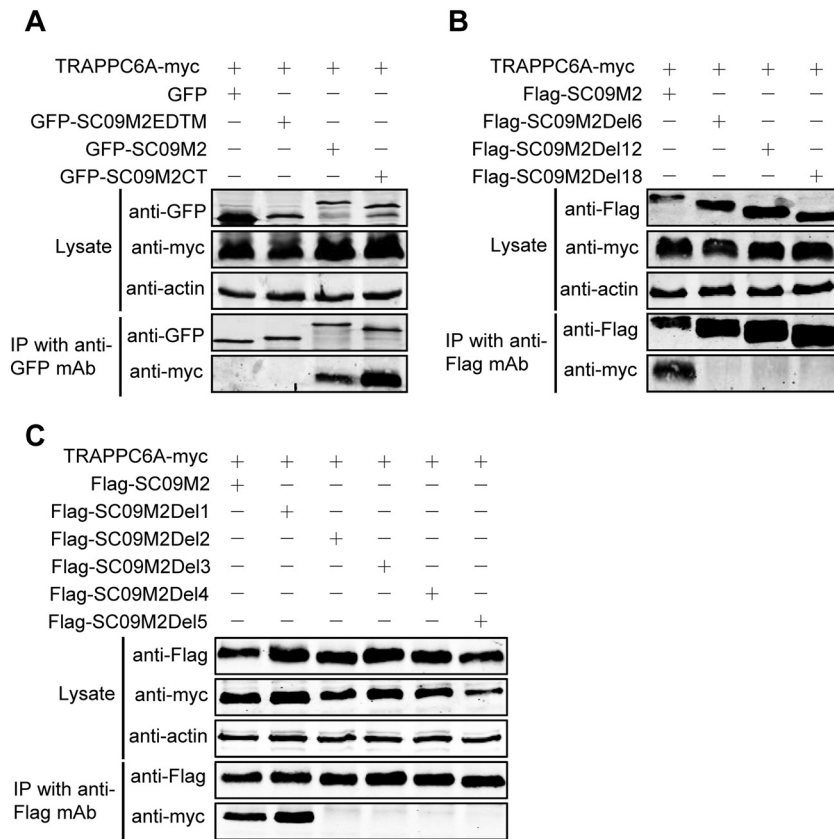 A
TRAPPC6A-myc + + + +
GFP + — — —
GFP-SC09M2EDTM — + — —
GFP-SC09M2 — — + —
GFP-SC09M2CT — — — +
Lysate
anti-GFP
anti-myc
anti-actin
IP with anti-
GFP mAb
anti-GFP
anti-myc
B
TRAPPC6A-myc + + + +
Flag-SC09M2 + — — —
Flag-SC09M2Del6 — + — —
Flag-SC09M2Del12 — — + —
Flag-SC09M2Del18 — — — +
Lysate
anti-Flag
anti-myc
anti-actin
IP with anti-
Flag mAb
anti-Flag
anti-myc
C
TRAPPC6A-myc + + + + + +
Flag-SC09M2 + — — — — —
Flag-SC09M2Del1 — + — — — —
Flag-SC09M2Del2 — — + — — —
Flag-SC09M2Del3 — — — + — —
Flag-SC09M2Del4 — — — — + —
Flag-SC09M2Del5 — — — — — +
Lysate
anti-Flag
anti-myc
anti-actin
IP with anti-
Flag mAb
anti-Flag
anti-myc